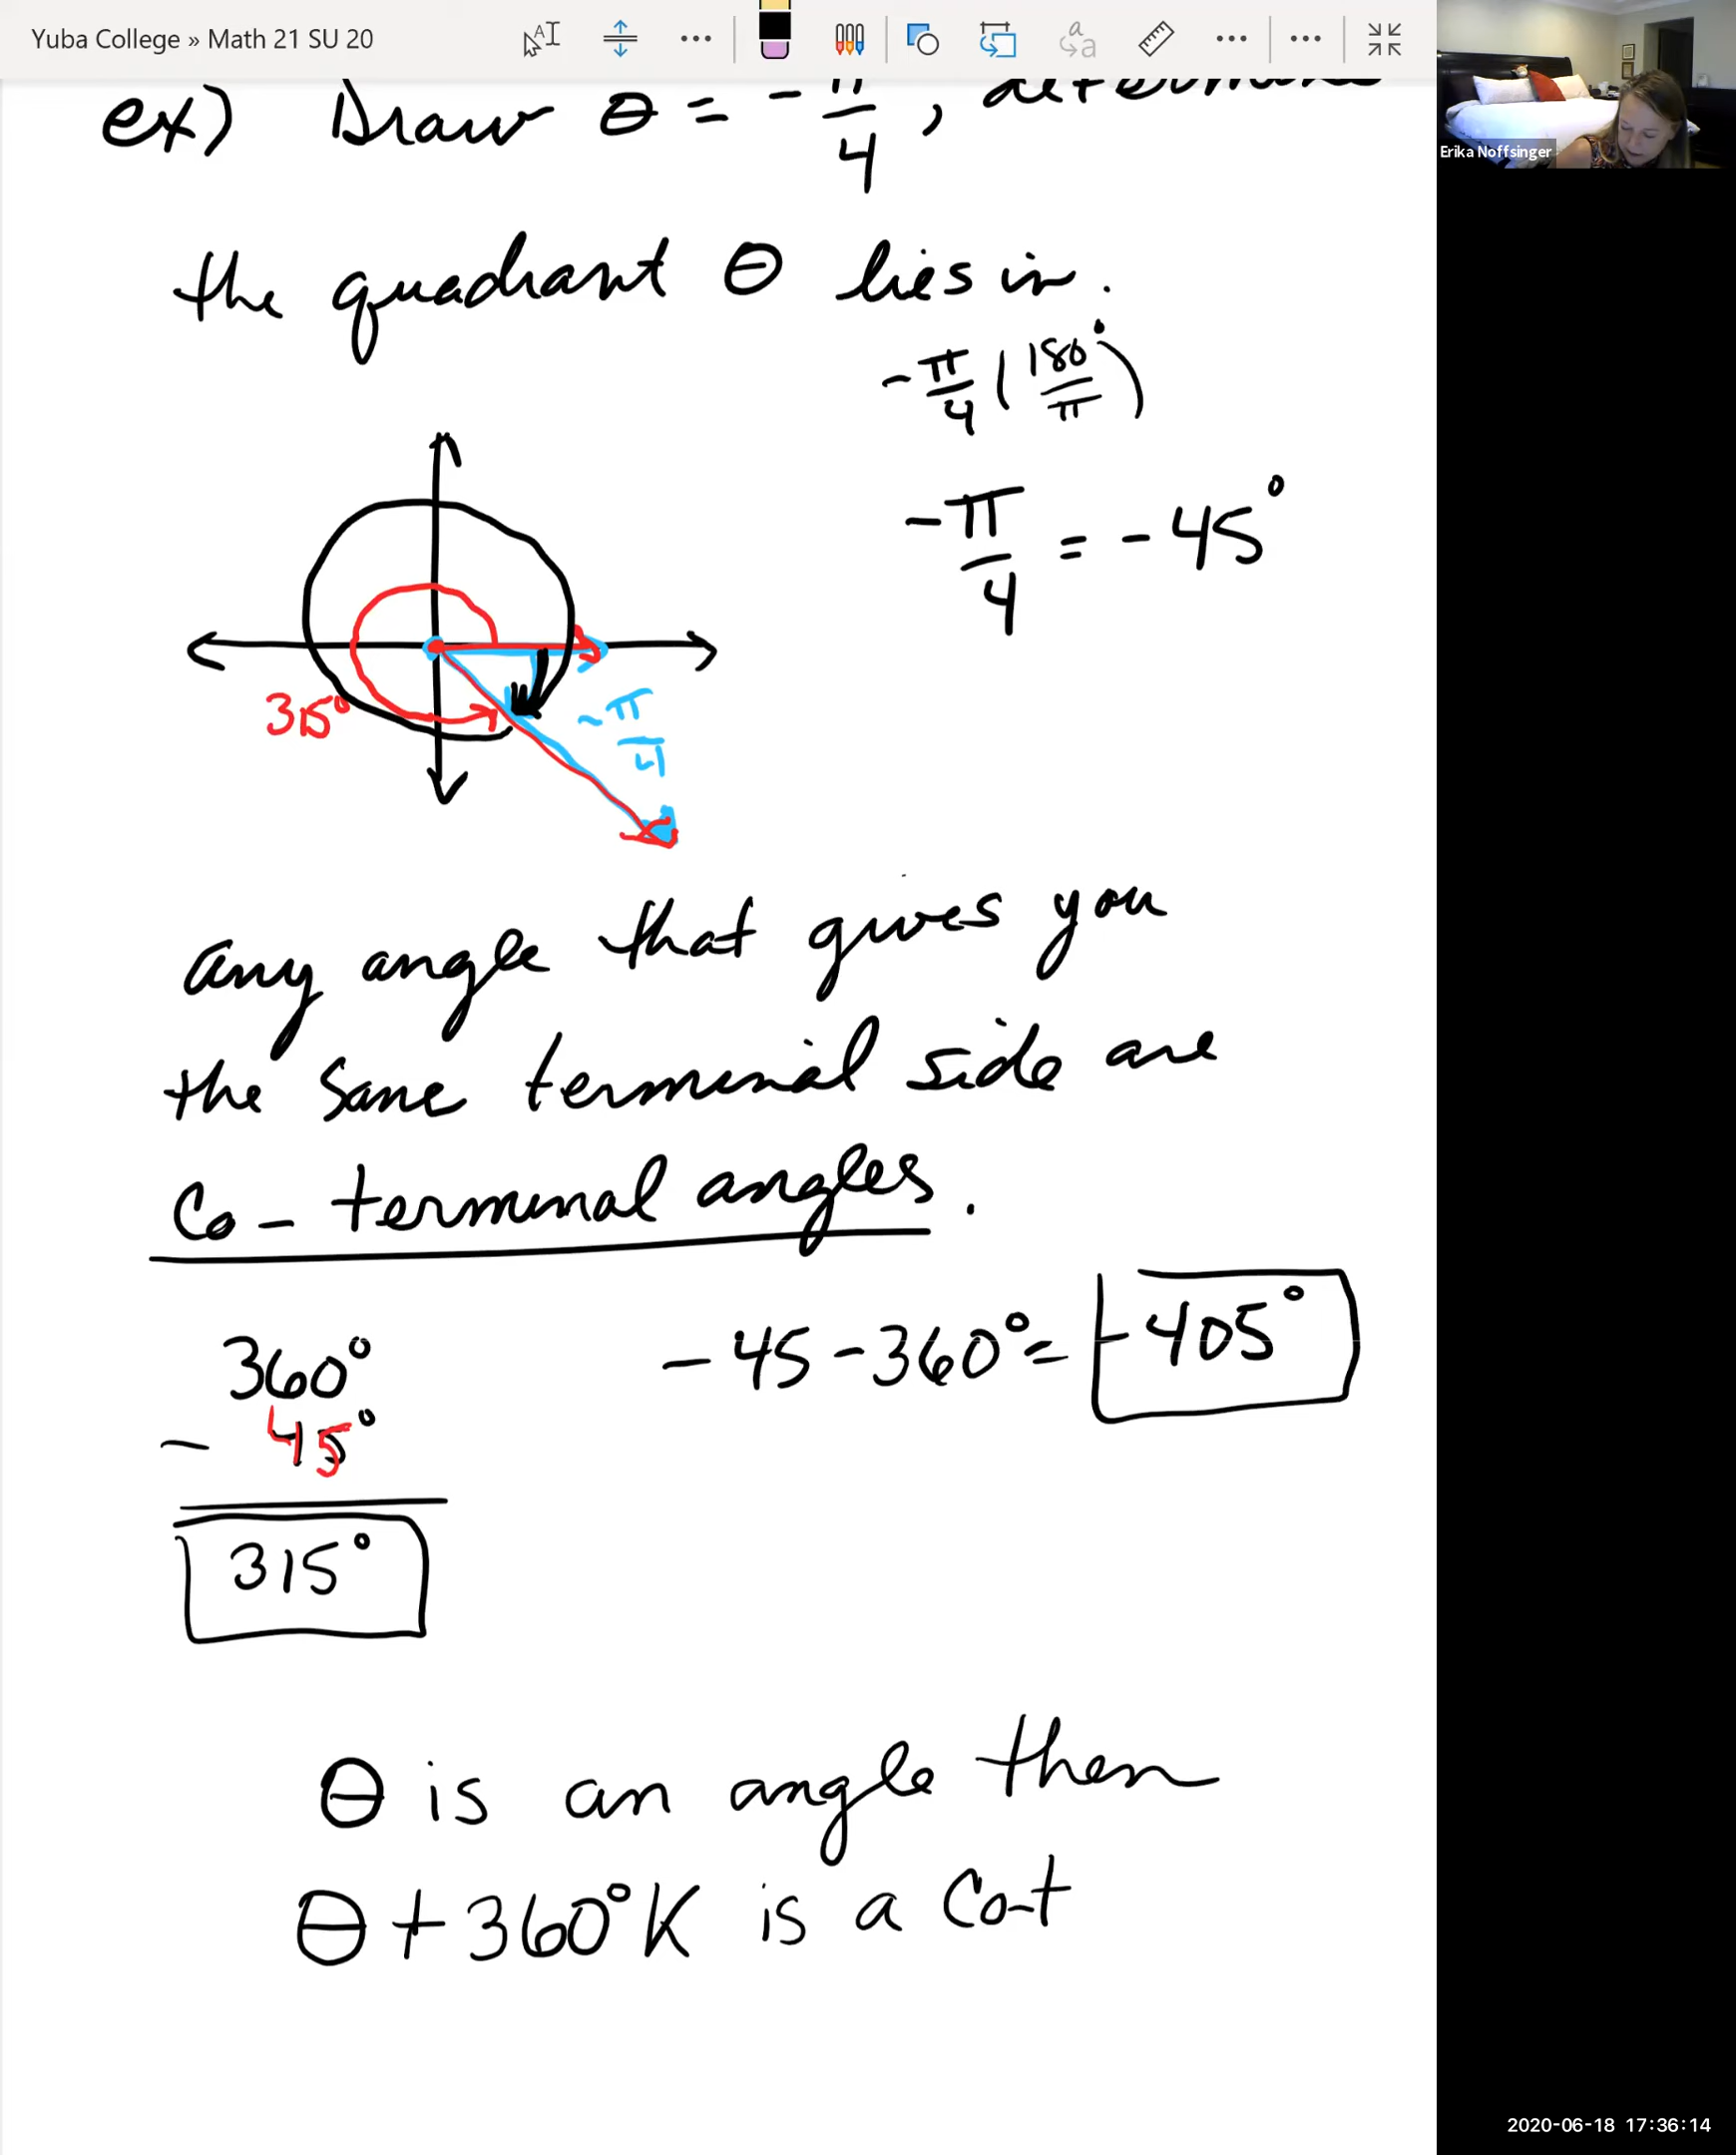 Yuba College » Math 21 SU 20
Erika Noffsinger
ex) Draw θ = -π/4, determine
the quadrant θ lies in.
-π/4 (180°/π)
-π/4 = -45°
315°
-π/4
any angle that gives you
the same terminal side are
Co-terminal angles.
360°
- 45°
315°
-45 - 360° = -405°
θ is an angle then
θ + 360°K is a Co-t
2020-06-18 17:36:14